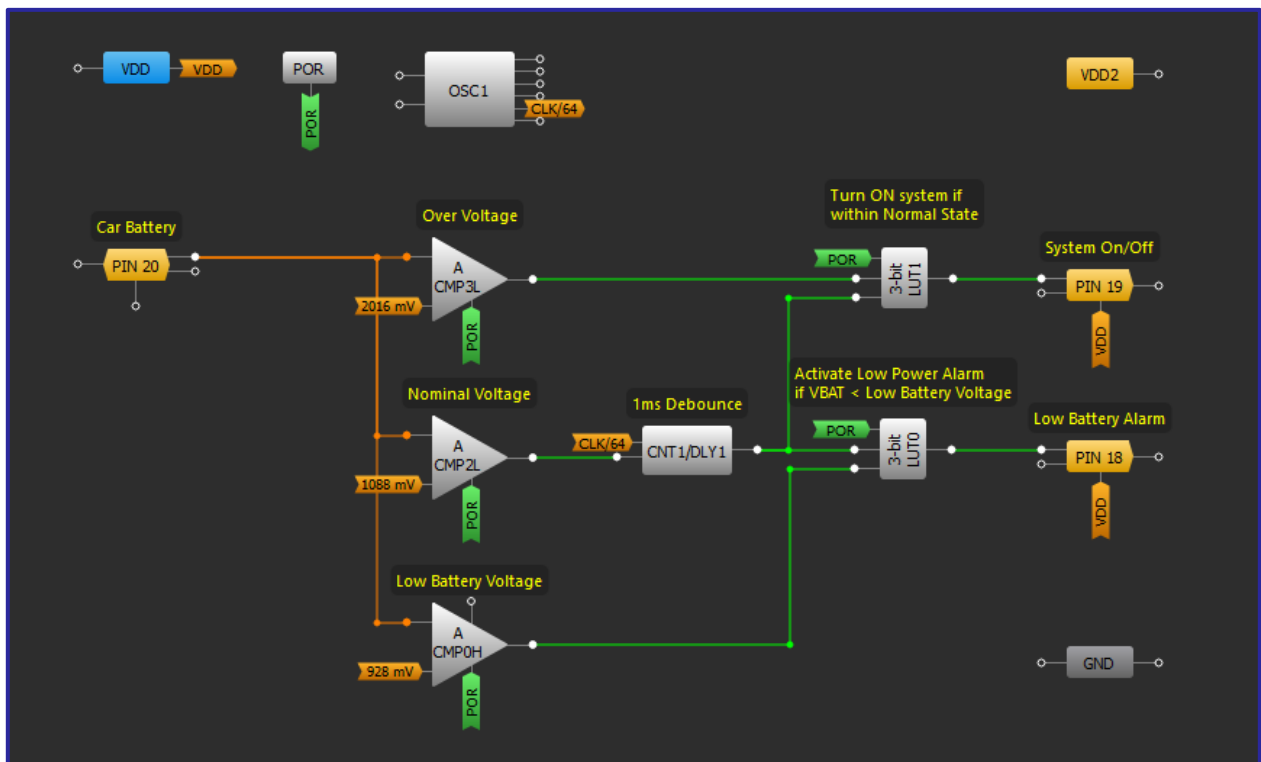 VDD
VDD
POR
POR
OSC1
CLK/64
VDD2
Turn ON system if
within Normal State
Over Voltage
Car Battery
System On/Off
PIN 20
A
CMP3L
2016 mV
POR
POR
3-bit
LUT1
PIN 19
VDD
Nominal Voltage
1ms Debounce
Activate Low Power Alarm
if VBAT < Low Battery Voltage
Low Battery Alarm
A
CMP2L
1088 mV
POR
CLK/64
CNT1/DLY1
POR
3-bit
LUT0
PIN 18
VDD
Low Battery Voltage
A
CMP0H
928 mV
POR
GND